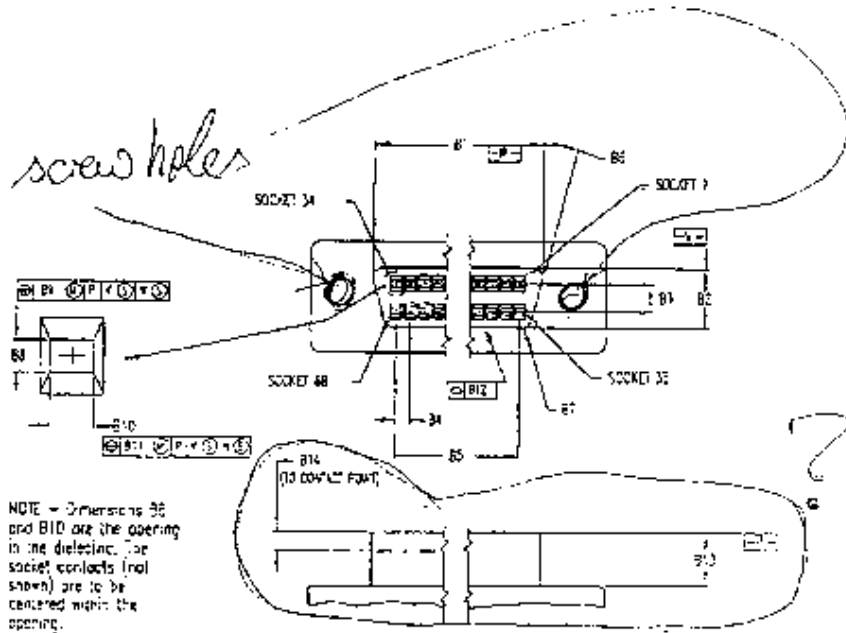 screw holes
B1
B6
SOCKET 34
SOCKET 1
B3
B2
SOCKET 68
B12
SOCKET 35
B7
B4
B10
B5
B14
(TO CONTACT POINT)
?
B13
NOTE – Dimensions B8
and B10 are the opening
in the dielectric. The
socket contacts (not
shown) are to be
centered within the
opening.